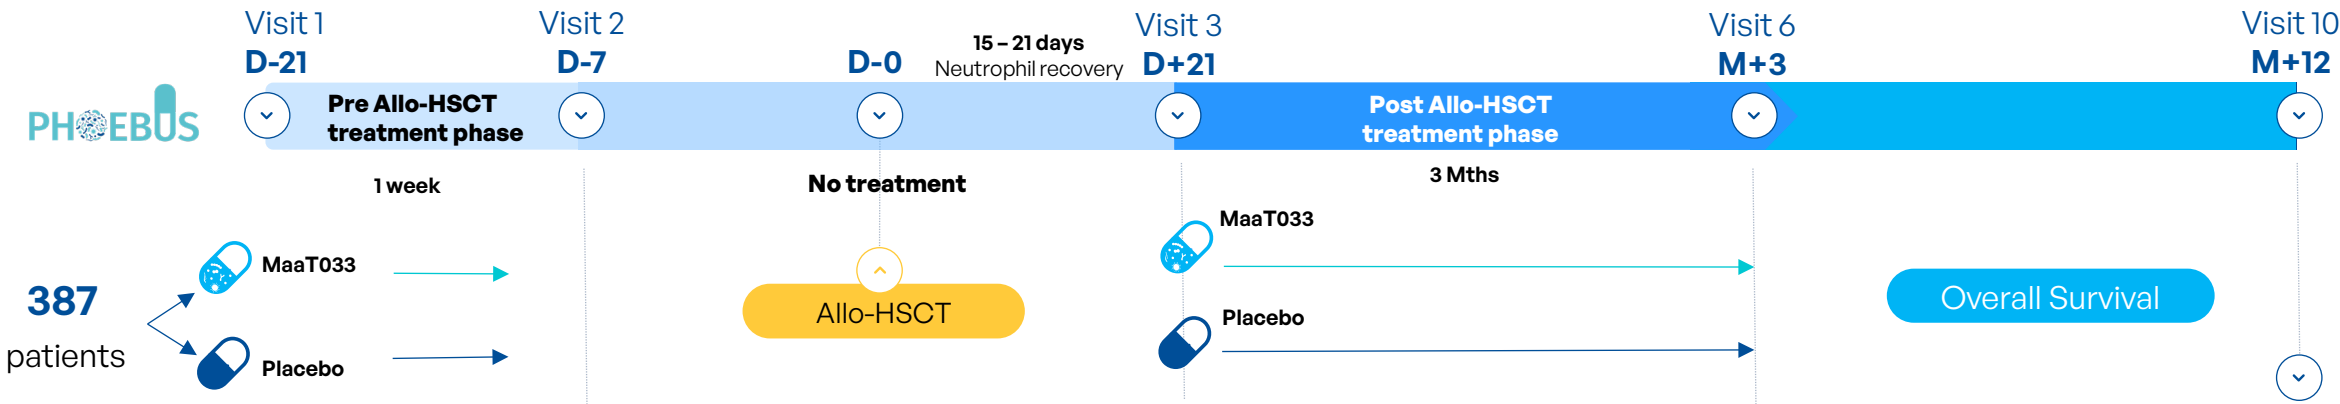 Visit 1
D-21
Visit 2
D-7
D-0
15 – 21 days
Neutrophil recovery
Visit 3
D+21
Visit 6
M+3
Visit 10
M+12
PHOEBUS
Pre Allo-HSCT
treatment phase
Post Allo-HSCT
treatment phase
1 week
No treatment
3 Mths
387
patients
MaaT033
Placebo
Allo-HSCT
MaaT033
Placebo
Overall Survival